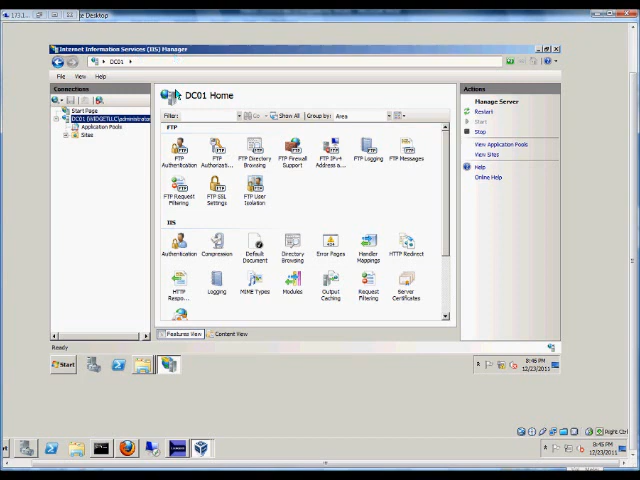 173.1...
Desktop
Internet Information Services (IIS) Manager
DC01
File View Help
Connections
Start Page
DC01 (WIDGETLLC\administrator
Application Pools
Sites
DC01 Home
Filter: Go Show All Group by: Area
FTP
FTP Authentication
FTP Authorizati...
FTP Directory Browsing
FTP Firewall Support
FTP IPv4 Address a...
FTP Logging
FTP Messages
FTP Request Filtering
FTP SSL Settings
FTP User Isolation
IIS
Authentication
Compression
Default Document
Directory Browsing
Error Pages
Handler Mappings
HTTP Redirect
HTTP Respo...
Logging
MIME Types
Modules
Output Caching
Request Filtering
Server Certificates
Features View Content View
Actions
Manage Server
Restart
Start
Stop
View Application Pools
View Sites
Help
Online Help
Ready
Start
8:46 PM
12/23/2011
Right Ctrl
8:45 PM
12/23/2011